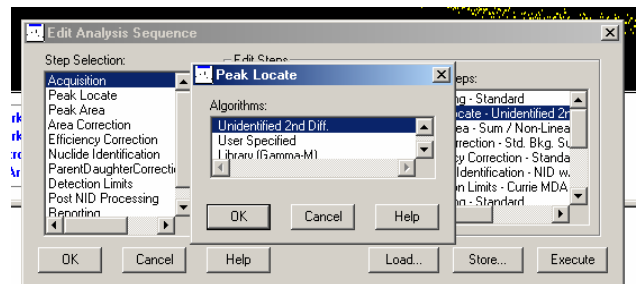 Edit Analysis Sequence
Step Selection:
Edit Steps
Acquisition
Peak Locate
Peak Area
Area Correction
Efficiency Correction
Nuclide Identification
ParentDaughterCorrecti
Detection Limits
Post NID Processing
Reporting
Peak Locate
Algorithms:
Unidentified 2nd Diff.
User Specified
Library (Gamma-M)
OK Cancel Help
eps:
ng - Standard
ocate - Unidentified 2r
ea - Sum / Non-Linea
rrection - Std. Bkg. Su
cy Correction - Standa
Identification - NID w.
on Limits - Currie MDA
ng - Standard
OK Cancel Help Load... Store... Execute